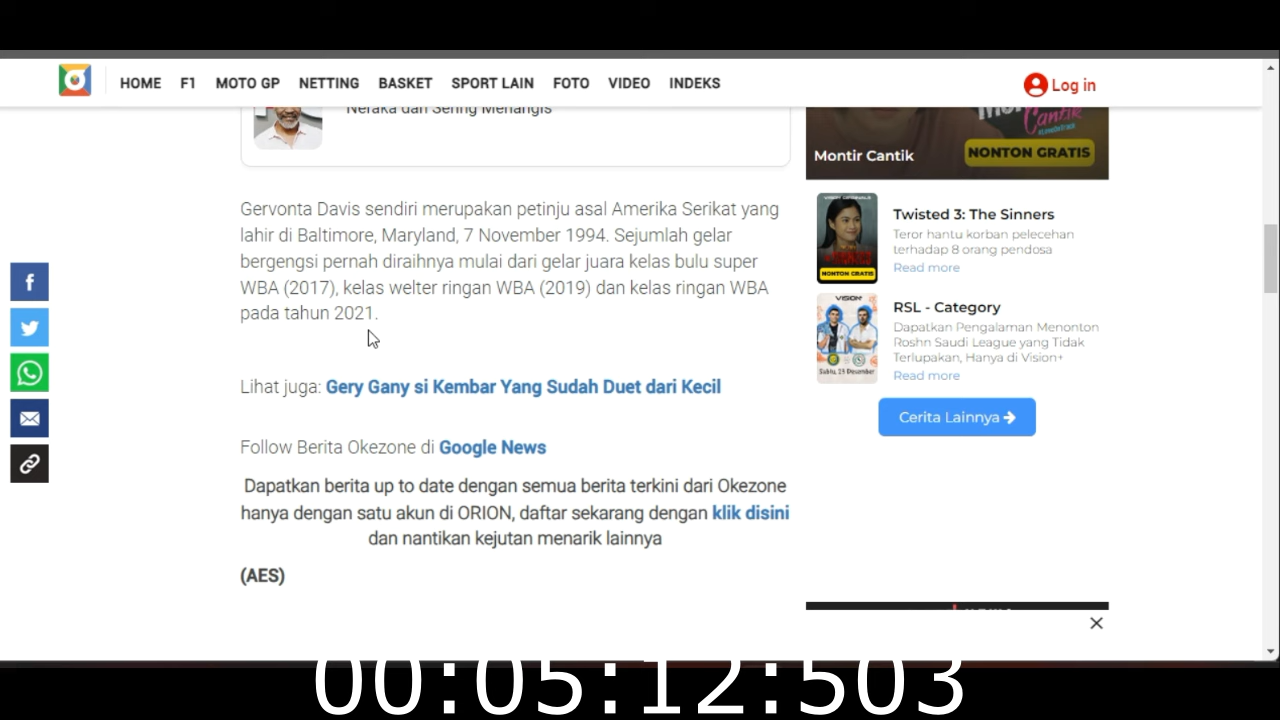 HOME F1 MOTO GP NETTING BASKET SPORT LAIN FOTO VIDEO INDEKS
Log in
Neraka dan Sering Menangis
Gervonta Davis sendiri merupakan petinju asal Amerika Serikat yang
lahir di Baltimore, Maryland, 7 November 1994. Sejumlah gelar
bergengsi pernah diraihnya mulai dari gelar juara kelas bulu super
WBA (2017), kelas welter ringan WBA (2019) dan kelas ringan WBA
pada tahun 2021.
Lihat juga: Gery Gany si Kembar Yang Sudah Duet dari Kecil
Follow Berita Okezone di Google News
Dapatkan berita up to date dengan semua berita terkini dari Okezone
hanya dengan satu akun di ORION, daftar sekarang dengan klik disini
dan nantikan kejutan menarik lainnya
(AES)
Cantik
Montir Cantik
NONTON GRATIS
Twisted 3: The Sinners
Teror hantu korban pelecehan
terhadap 8 orang pendosa
Read more
NONTON GRATIS
RSL - Category
Dapatkan Pengalaman Menonton
Roshn Saudi League yang Tidak
Terlupakan, Hanya di Vision+
Read more
VISION+
Sabtu, 23 Desember
Cerita Lainnya
00:05:12:503